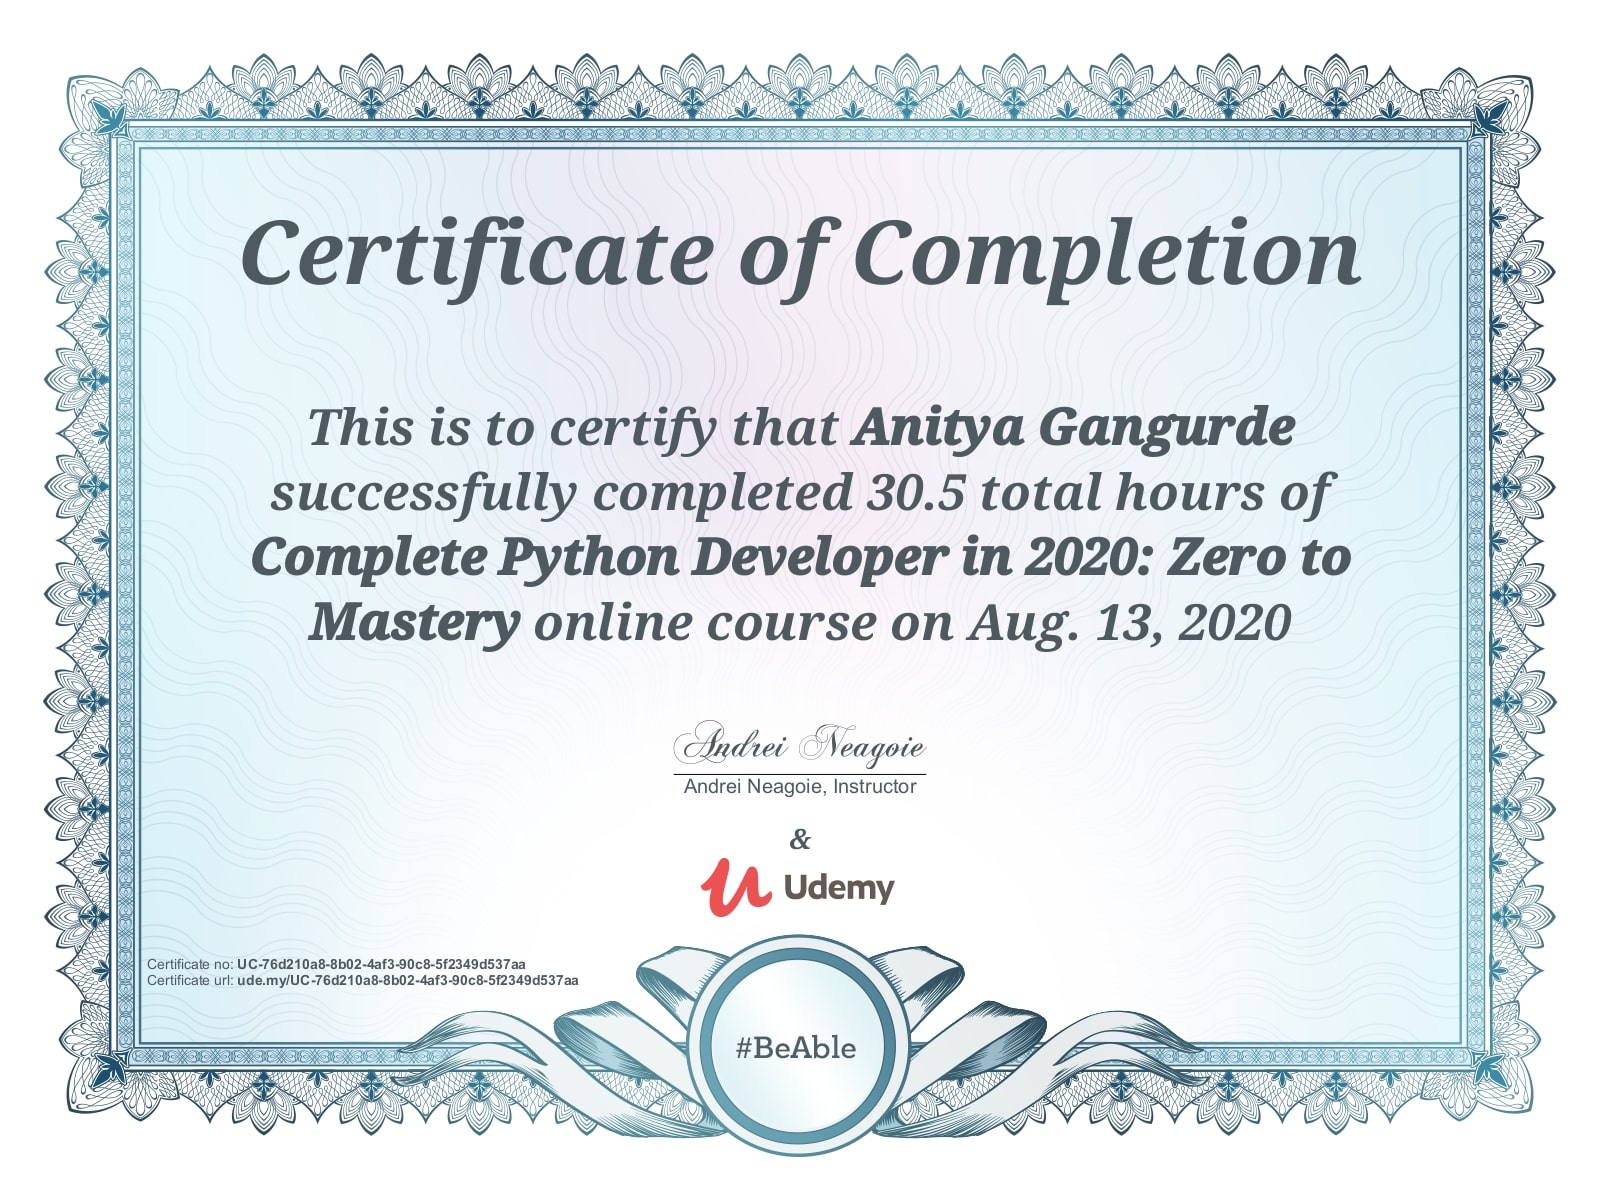 Certificate of Completion
This is to certify that Anitya Gangurde
successfully completed 30.5 total hours of
Complete Python Developer in 2020: Zero to
Mastery online course on Aug. 13, 2020
Andrei Neagoie
Andrei Neagoie, Instructor
&
Udemy
Certificate no: UC-76d210a8-8b02-4af3-90c8-5f2349d537aa
Certificate url: ude.my/UC-76d210a8-8b02-4af3-90c8-5f2349d537aa
#BeAble